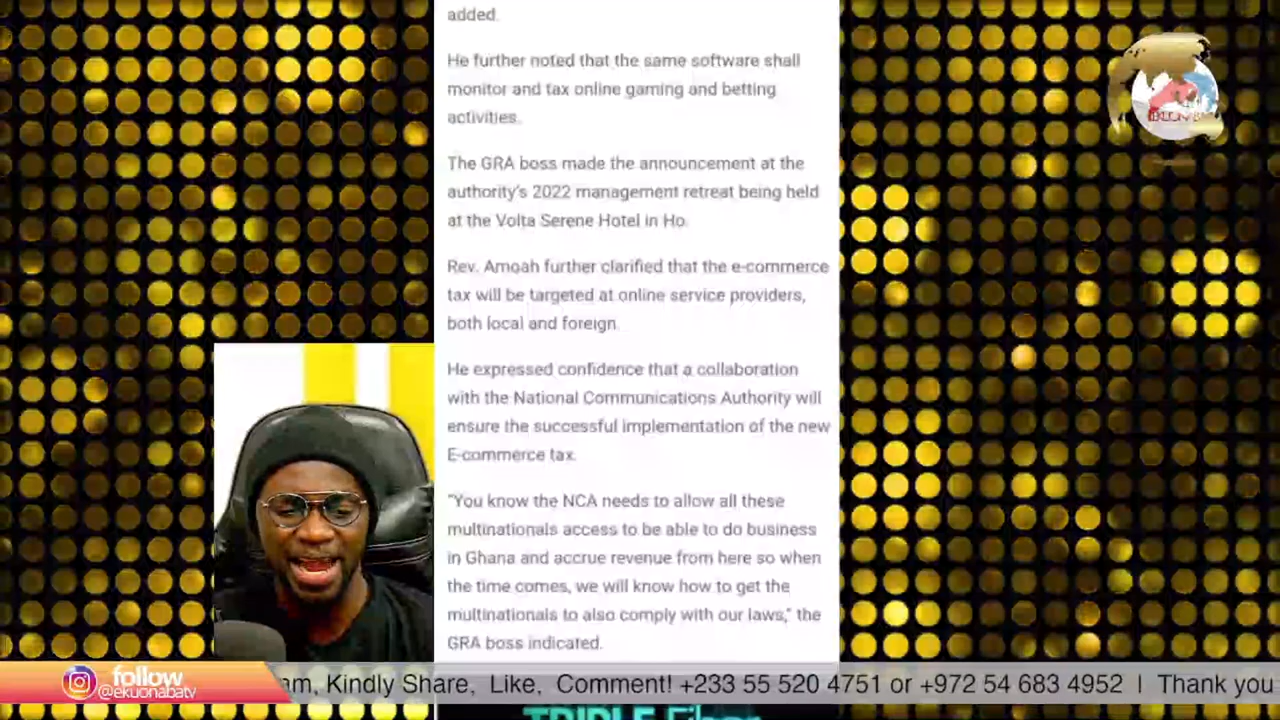 added.
He further noted that the same software shall
monitor and tax online gaming and betting
activities.
The GRA boss made the announcement at the
authority's 2022 management retreat being held
at the Volta Serene Hotel in Ho.
Rev. Amoah further clarified that the e-commerce
tax will be targeted at online service providers,
both local and foreign.
He expressed confidence that a collaboration
with the National Communications Authority will
ensure the successful implementation of the new
E-commerce tax.
"You know the NCA needs to allow all these
multinationals access to be able to do business
in Ghana and accrue revenue from here so when
the time comes, we will know how to get the
multinationals to also comply with our laws," the
GRA boss indicated.
follow
@ekuonabatv
am, Kindly Share, Like, Comment! +233 55 520 4751 or +972 54 683 4952 | Thank you
TRIPLE Fiber